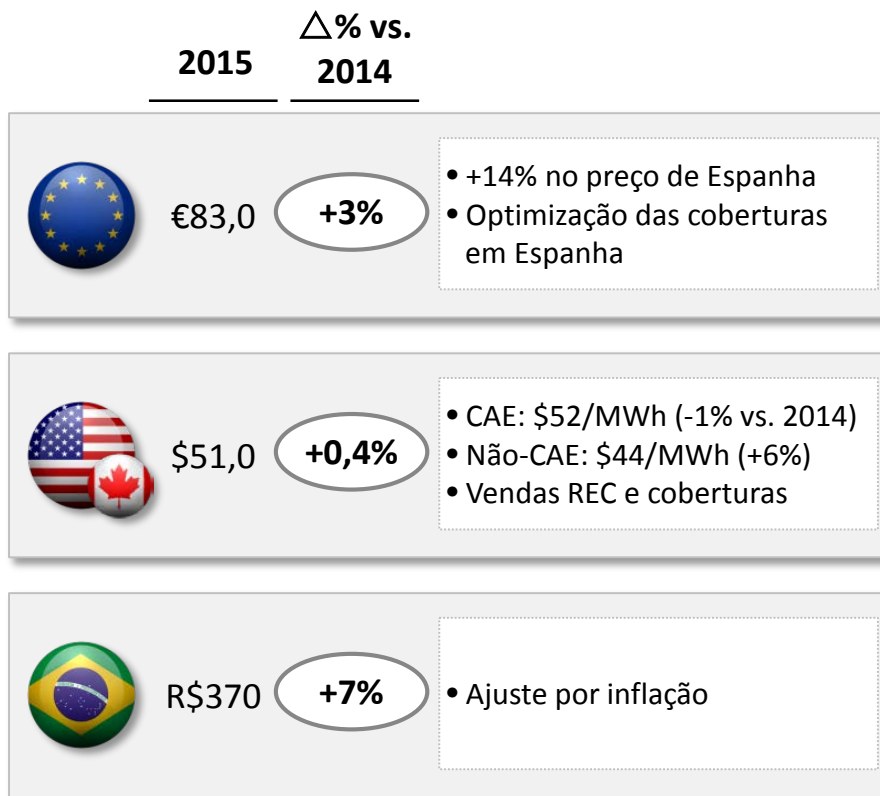 2015
△% vs.
2014
€83,0
+3%
• +14% no preço de Espanha
• Optimização das coberturas
em Espanha
$51,0
+0,4%
• CAE: $52/MWh (-1% vs. 2014)
• Não-CAE: $44/MWh (+6%)
• Vendas REC e coberturas
R$370
+7%
• Ajuste por inflação